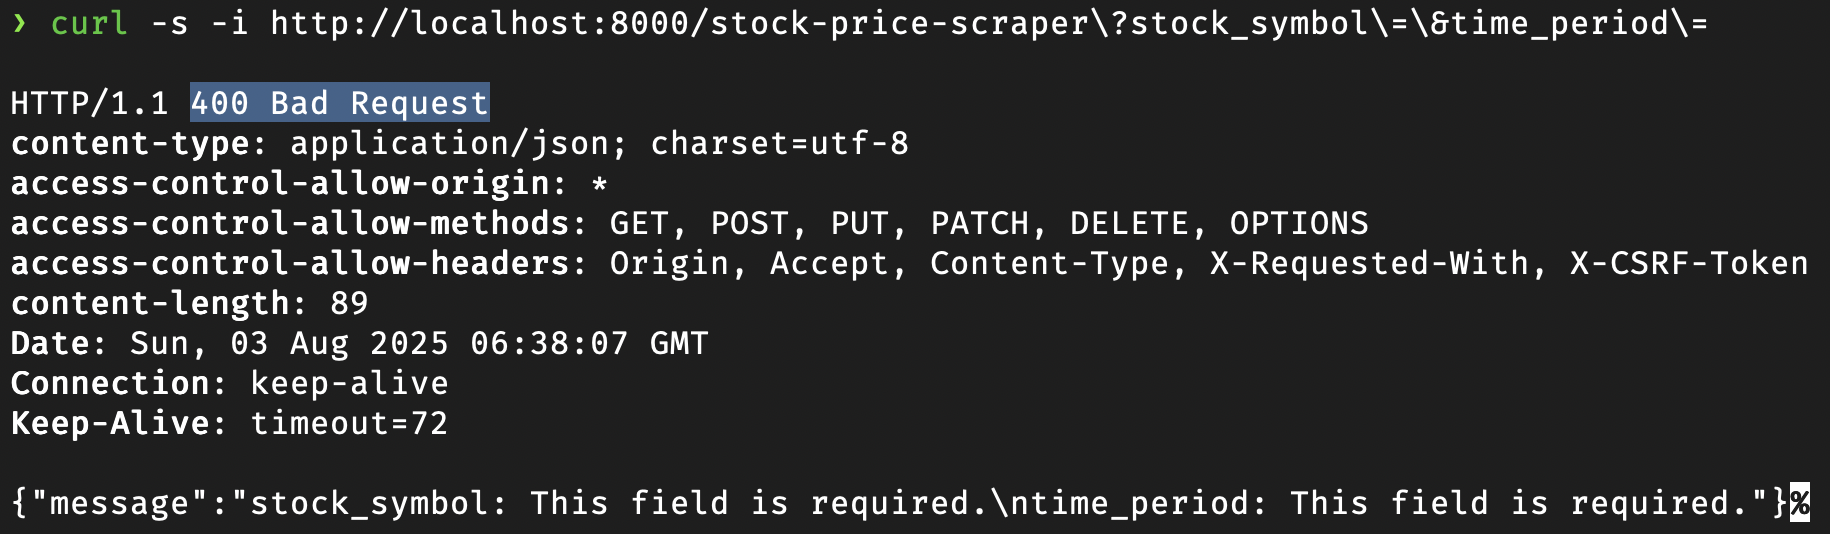 ❯ curl -s -i http://localhost:8000/stock-price-scraper\?stock_symbol\=\&time_period\=
HTTP/1.1 400 Bad Request
content-type: application/json; charset=utf-8
access-control-allow-origin: *
access-control-allow-methods: GET, POST, PUT, PATCH, DELETE, OPTIONS
access-control-allow-headers: Origin, Accept, Content-Type, X-Requested-With, X-CSRF-Token
content-length: 89
Date: Sun, 03 Aug 2025 06:38:07 GMT
Connection: keep-alive
Keep-Alive: timeout=72
{"message":"stock_symbol: This field is required.\ntime_period: This field is required."}%